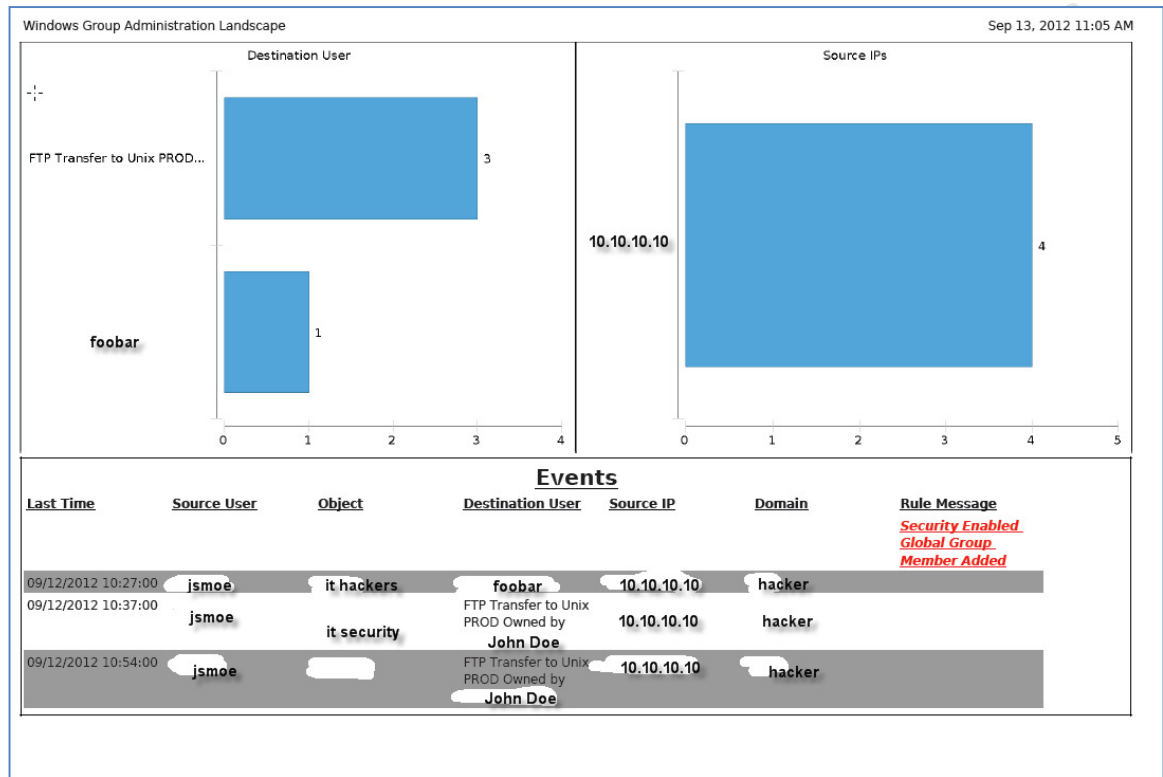 Windows Group Administration Landscape
Sep 13, 2012 11:05 AM
Destination User
FTP Transfer to Unix PROD...
3
foobar
1
0 1 2 3 4
Source IPs
10.10.10.10
4
0 1 2 3 4 5
Events
Last Time Source User Object Destination User Source IP Domain Rule Message
Security Enabled
Global Group
Member Added
09/12/2012 10:27:00 jsmoe it hackers foobar 10.10.10.10 hacker
09/12/2012 10:37:00 jsmoe it security FTP Transfer to Unix 10.10.10.10 hacker
PROD Owned by
John Doe
09/12/2012 10:54:00 jsmoe FTP Transfer to Unix 10.10.10.10 hacker
PROD Owned by
John Doe